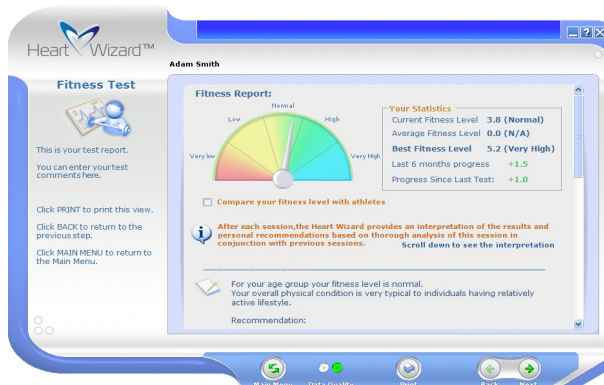 Heart Wizard™
Adam Smith
Fitness Test
This is your test report.
You can enter your test
comments here.
Click PRINT to print this view.
Click BACK to return to the
previous step.
Click MAIN MENU to return to
the Main Menu.
Fitness Report:
Very low
Low
Normal
High
Very High
Your Statistics
Current Fitness Level 3.8 (Normal)
Average Fitness Level 0.0 (N/A)
Best Fitness Level 5.2 (Very High)
Last 6 months progress +1.5
Progress Since Last Test: +1.0
Compare your fitness level with athletes
After each session,the Heart Wizard provides an interpretation of the results and
personal recommendations based on thorough analysis of this session in
conjunction with previous sessions. Scroll down to see the interpretation
For your age group your fitness level is normal.
Your overall physical condition is very typical to individuals having relatively
active lifestyle.
Recommendation:
Main Menu Data Quality Print Back Next